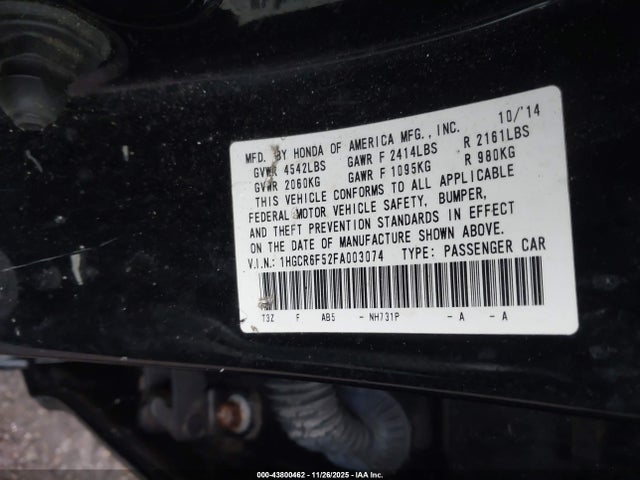 10/'14
MFD. BY HONDA OF AMERICA MFG., INC.
GVWR 4542LBS GAWR F 2414LBS R 2161LBS
GVWR 2060KG GAWR F 1095KG R 980KG
THIS VEHICLE CONFORMS TO ALL APPLICABLE
FEDERAL MOTOR VEHICLE SAFETY, BUMPER,
AND THEFT PREVENTION STANDARDS IN EFFECT
ON THE DATE OF MANUFACTURE SHOWN ABOVE.
V.I.N.: 1HGCR6F52FA003074 TYPE: PASSENGER CAR
T3Z F AB5 - NH731P - A - A
000-43800462 11/26/2025 IAA Inc.